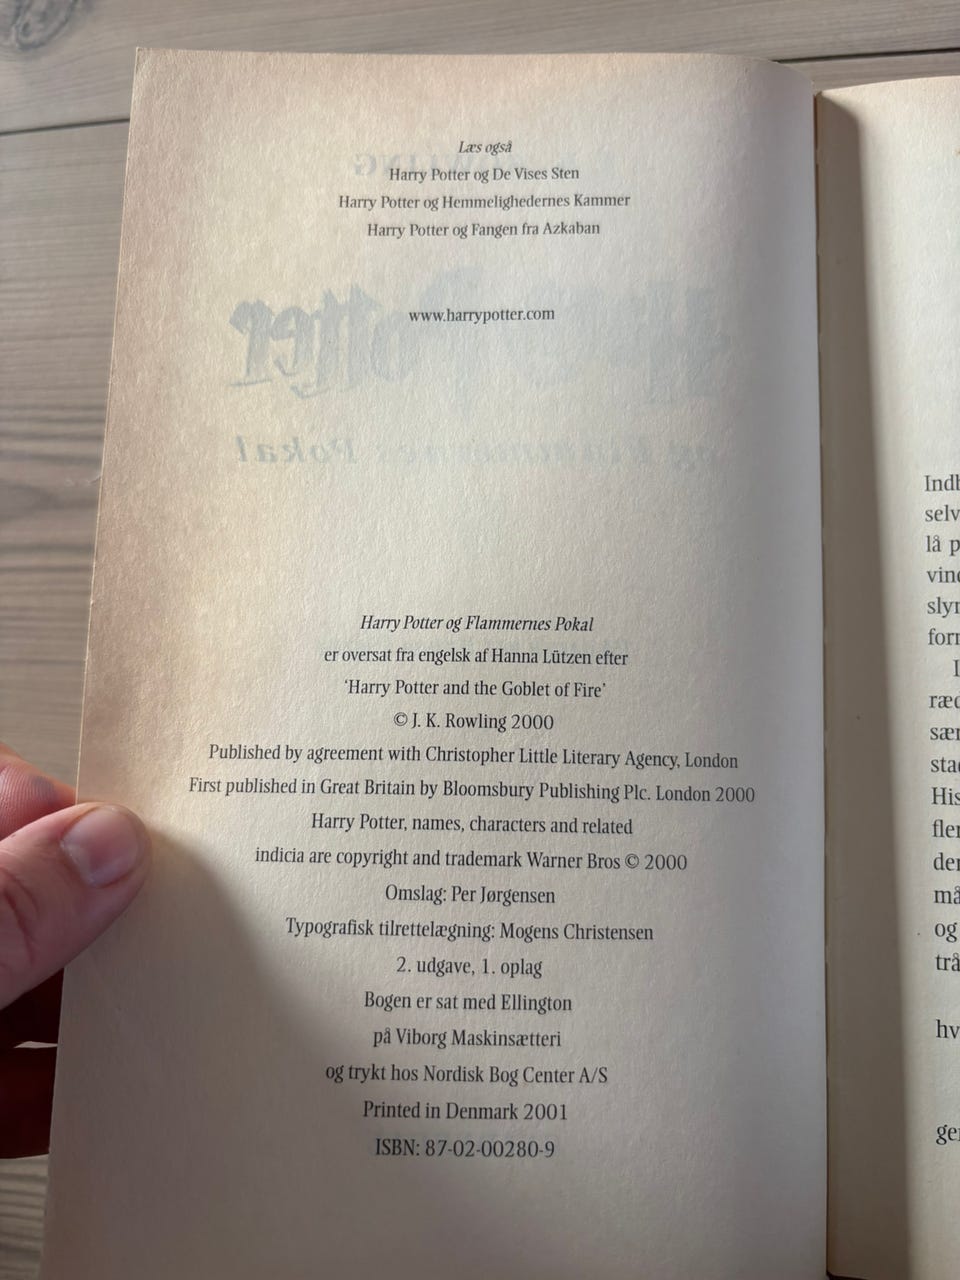 Læs også
Harry Potter og De Vises Sten
Harry Potter og Hemmelighedernes Kammer
Harry Potter og Fangen fra Azkaban
www.harrypotter.com
Harry Potter og Flammernes Pokal
er oversat fra engelsk af Hanna Lützen efter
‘Harry Potter and the Goblet of Fire’
© J. K. Rowling 2000
Published by agreement with Christopher Little Literary Agency, London
First published in Great Britain by Bloomsbury Publishing Plc. London 2000
Harry Potter, names, characters and related
indicia are copyright and trademark Warner Bros © 2000
Omslag: Per Jørgensen
Typografisk tilrettelægning: Mogens Christensen
2. udgave, 1. oplag
Bogen er sat med Ellington
på Viborg Maskinsætteri
og trykt hos Nordisk Bog Center A/S
Printed in Denmark 2001
ISBN: 87-02-00280-9
selv
og